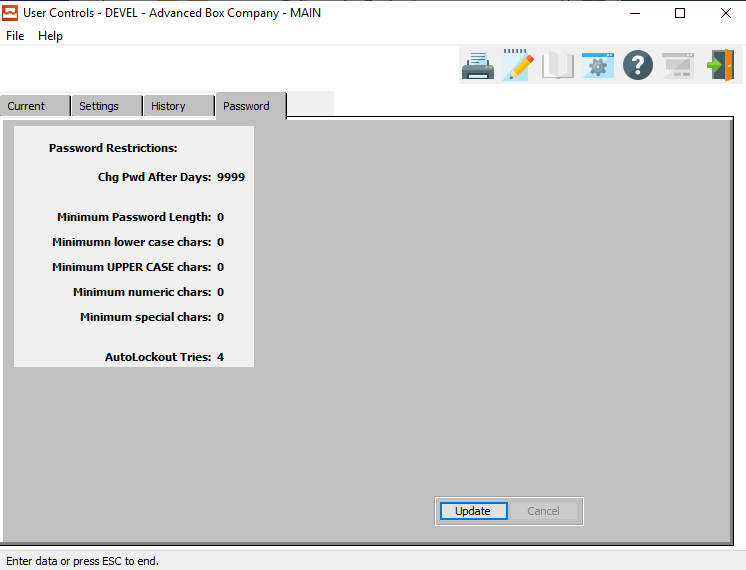 User Controls - DEVEL - Advanced Box Company - MAIN
File Help
Current Settings History Password
Password Restrictions:
Chg Pwd After Days: 9999
Minimum Password Length: 0
Minimumn lower case chars: 0
Minimum UPPER CASE chars: 0
Minimum numeric chars: 0
Minimum special chars: 0
AutoLockout Tries: 4
Update Cancel
Enter data or press ESC to end.